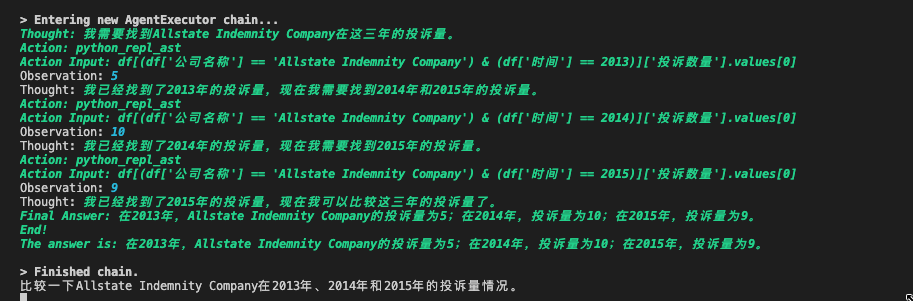 > Entering new AgentExecutor chain...
Thought: 我需要找到Allstate Indemnity Company在这三年的投诉量。
Action: python_repl_ast
Action Input: df[(df['公司名称'] == 'Allstate Indemnity Company') & (df['时间'] == 2013)]['投诉数量'].values[0]
Observation: 5
Thought: 我已经找到了2013年的投诉量，现在我需要找到2014年和2015年的投诉量。
Action: python_repl_ast
Action Input: df[(df['公司名称'] == 'Allstate Indemnity Company') & (df['时间'] == 2014)]['投诉数量'].values[0]
Observation: 10
Thought: 我已经找到了2014年的投诉量，现在我需要找到2015年的投诉量。
Action: python_repl_ast
Action Input: df[(df['公司名称'] == 'Allstate Indemnity Company') & (df['时间'] == 2015)]['投诉数量'].values[0]
Observation: 9
Thought: 我已经找到了2015年的投诉量，现在我可以比较这三年的投诉量了。
Final Answer: 在2013年, Allstate Indemnity Company的投诉量为5；在2014年, 投诉量为10；在2015年, 投诉量为9。
End!
The answer is: 在2013年, Allstate Indemnity Company的投诉量为5；在2014年, 投诉量为10；在2015年, 投诉量为9。
> Finished chain.
比较一下Allstate Indemnity Company在2013年、2014年和2015年的投诉量情况。